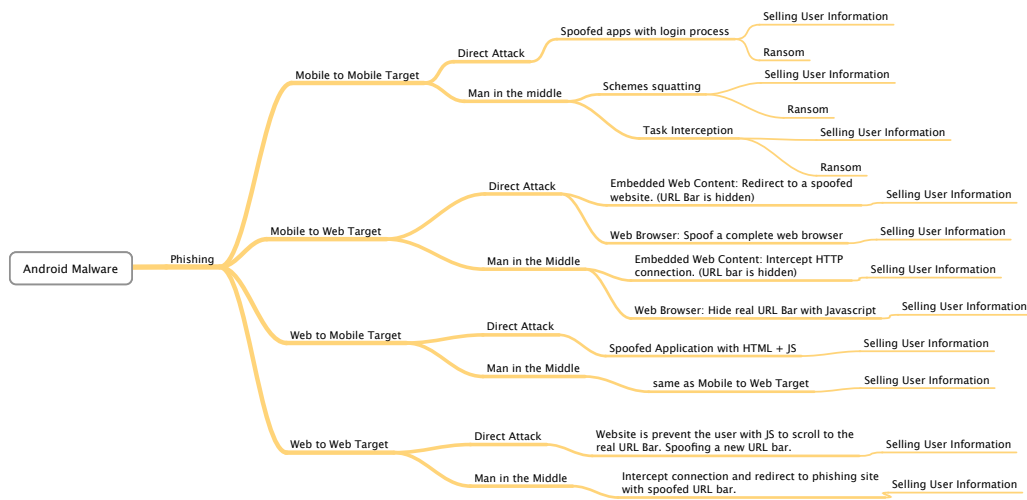 Android Malware
Phishing
Mobile to Mobile Target
Direct Attack
Spoofed apps with login process
Selling User Information
Ransom
Man in the middle
Schemes squatting
Selling User Information
Ransom
Task Interception
Selling User Information
Ransom
Mobile to Web Target
Direct Attack
Embedded Web Content: Redirect to a spoofed
website. (URL Bar is hidden)
Selling User Information
Web Browser: Spoof a complete web browser
Selling User Information
Man in the Middle
Embedded Web Content: Intercept HTTP
connection. (URL bar is hidden)
Selling User Information
Web Browser: Hide real URL Bar with Javascript
Selling User Information
Web to Mobile Target
Direct Attack
Spoofed Application with HTML + JS
Selling User Information
Man in the Middle
same as Mobile to Web Target
Selling User Information
Web to Web Target
Direct Attack
Website is prevent the user with JS to scroll to the
real URL Bar. Spoofing a new URL bar.
Selling User Information
Man in the Middle
Intercept connection and redirect to phishing site
with spoofed URL bar.
Selling User Information